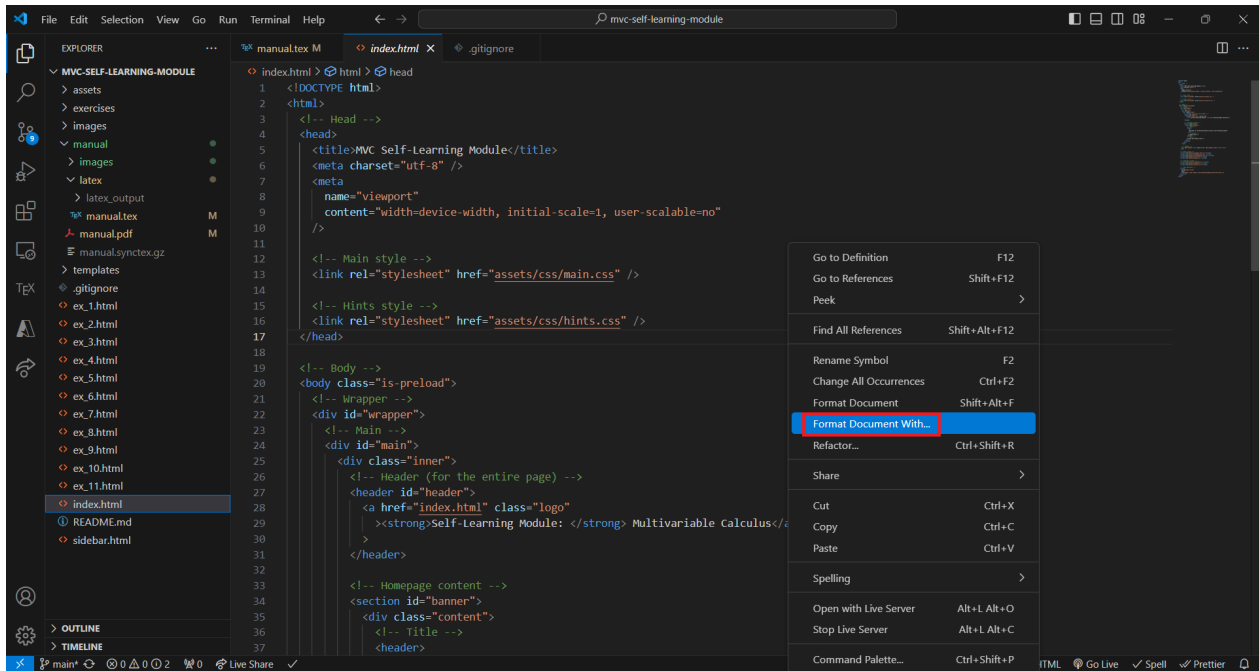 File Edit Selection View Go Run Terminal Help
mvc-self-learning-module
EXPLORER
MVC-SELF-LEARNING-MODULE
assets
exercises
images
manual
images
latex
latex_output
TEX manual.tex M
manual.pdf M
manual.synctex.gz
templates
.gitignore
ex_1.html
ex_2.html
ex_3.html
ex_4.html
ex_5.html
ex_6.html
ex_7.html
ex_8.html
ex_9.html
ex_10.html
ex_11.html
index.html
README.md
sidebar.html
OUTLINE
TIMELINE
9
TEX
TEX manual.tex M
index.html
.gitignore
index.html > html > head
1 <!DOCTYPE html>
2 <html>
3 <!-- Head -->
4 <head>
5 <title>MVC Self-Learning Module</title>
6 <meta charset="utf-8" />
7 <meta
8 name="viewport"
9 content="width=device-width, initial-scale=1, user-scalable=no"
10 />
11
12 <!-- Main style -->
13 <link rel="stylesheet" href="assets/css/main.css" />
14
15 <!-- Hints style -->
16 <link rel="stylesheet" href="assets/css/hints.css" />
17 </head>
18
19 <!-- Body -->
20 <body class="is-preload">
21 <!-- Wrapper -->
22 <div id="wrapper">
23 <!-- Main -->
24 <div id="main">
25 <div class="inner">
26 <!-- Header (for the entire page) -->
27 <header id="header">
28 <a href="index.html" class="logo"
29 ><strong>Self-Learning Module: </strong> Multivariable Calculus</a
30 >
31 </header>
32
33 <!-- Homepage content -->
34 <section id="banner">
35 <div class="content">
36 <!-- Title -->
37 <header>
Go to Definition F12
Go to References Shift+F12
Peek
Find All References Shift+Alt+F12
Rename Symbol F2
Change All Occurrences Ctrl+F2
Format Document Shift+Alt+F
Format Document With...
Refactor... Ctrl+Shift+R
Share
Cut Ctrl+X
Copy Ctrl+C
Paste Ctrl+V
Spelling
Open with Live Server Alt+L Alt+O
Stop Live Server Alt+L Alt+C
Command Palette... Ctrl+Shift+P
main* 0 0 2 0 Live Share HTML Go Live Spell Prettier